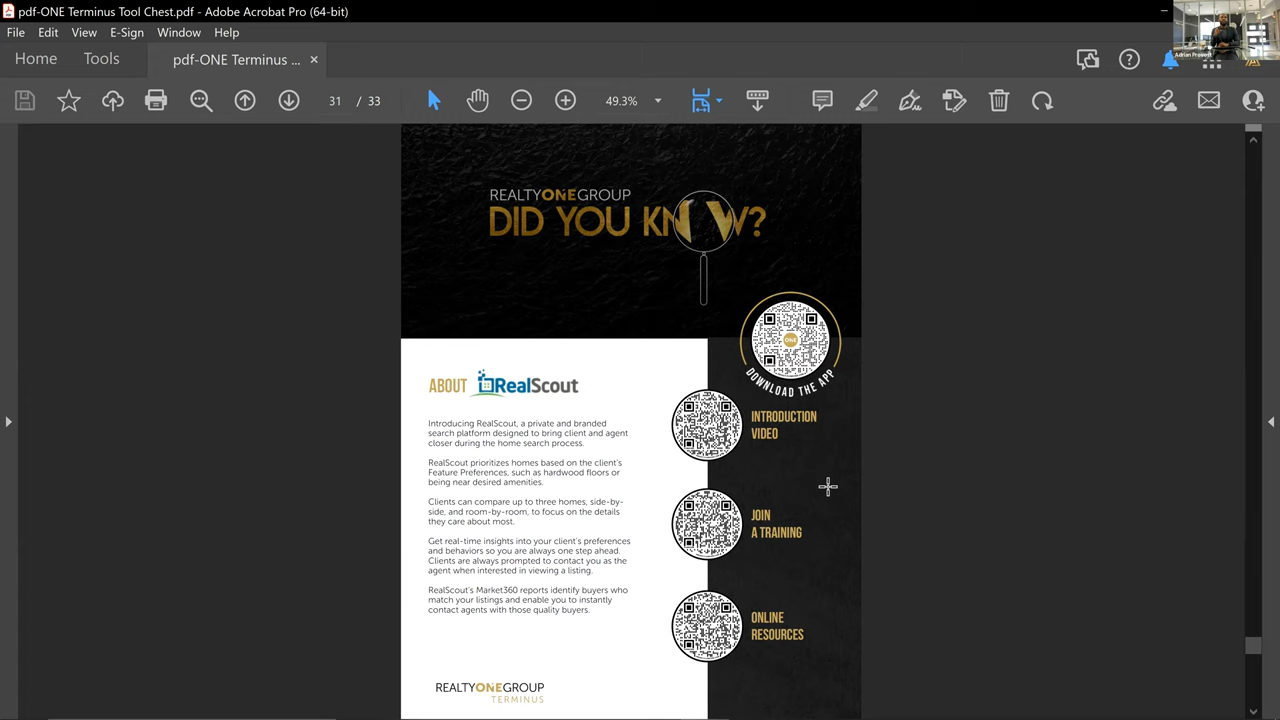 pdf-ONE Terminus Tool Chest.pdf - Adobe Acrobat Pro (64-bit)
File Edit View E-Sign Window Help
Home Tools pdf-ONE Terminus ... ×
31 / 33 49.3%
REALTYONEGROUP
DID YOU KNOW?
ONE
DOWNLOAD THE APP
ABOUT RealScout
Introducing RealScout, a private and branded
search platform designed to bring client and agent
closer during the home search process.
RealScout prioritizes homes based on the client's
Feature Preferences, such as hardwood floors or
being near desired amenities.
Clients can compare up to three homes, side-by-
side, and room-by-room, to focus on the details
they care about most.
Get real-time insights into your client's preferences
and behaviors so you are always one step ahead.
Clients are always prompted to contact you as the
agent when interested in viewing a listing.
RealScout's Market360 reports identify buyers who
match your listings and enable you to instantly
contact agents with those quality buyers.
REALTYONEGROUP
TERMINUS
INTRODUCTION
VIDEO
JOIN
A TRAINING
ONLINE
RESOURCES